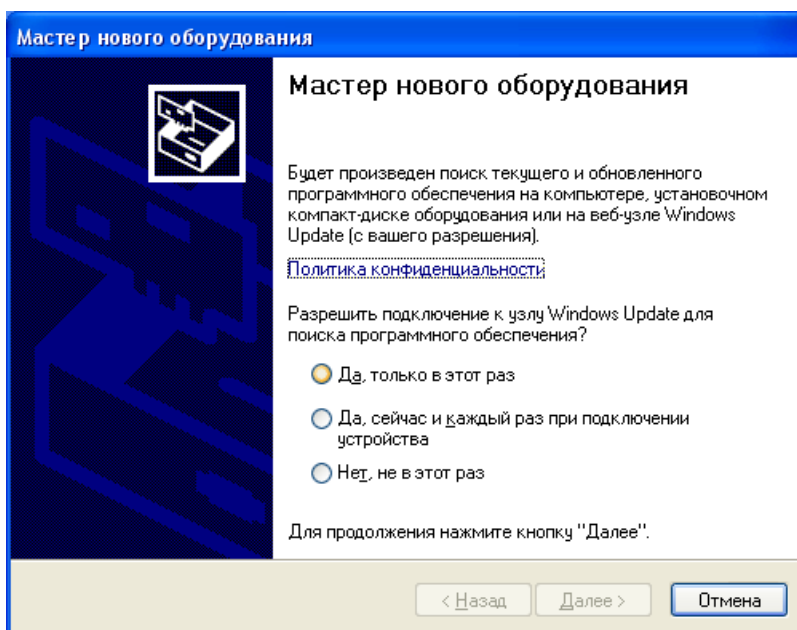 Мастер нового оборудования
Мастер нового оборудования
Будет произведен поиск текущего и обновленного
программного обеспечения на компьютере, установочном
компакт-диске оборудования или на веб-узле Windows
Update (с вашего разрешения).
Политика конфиденциальности
Разрешить подключение к узлу Windows Update для
поиска программного обеспечения?
Да, только в этот раз
Да, сейчас и каждый раз при подключении
устройства
Нет, не в этот раз
Для продолжения нажмите кнопку "Далее".
< Назад Далее > Отмена